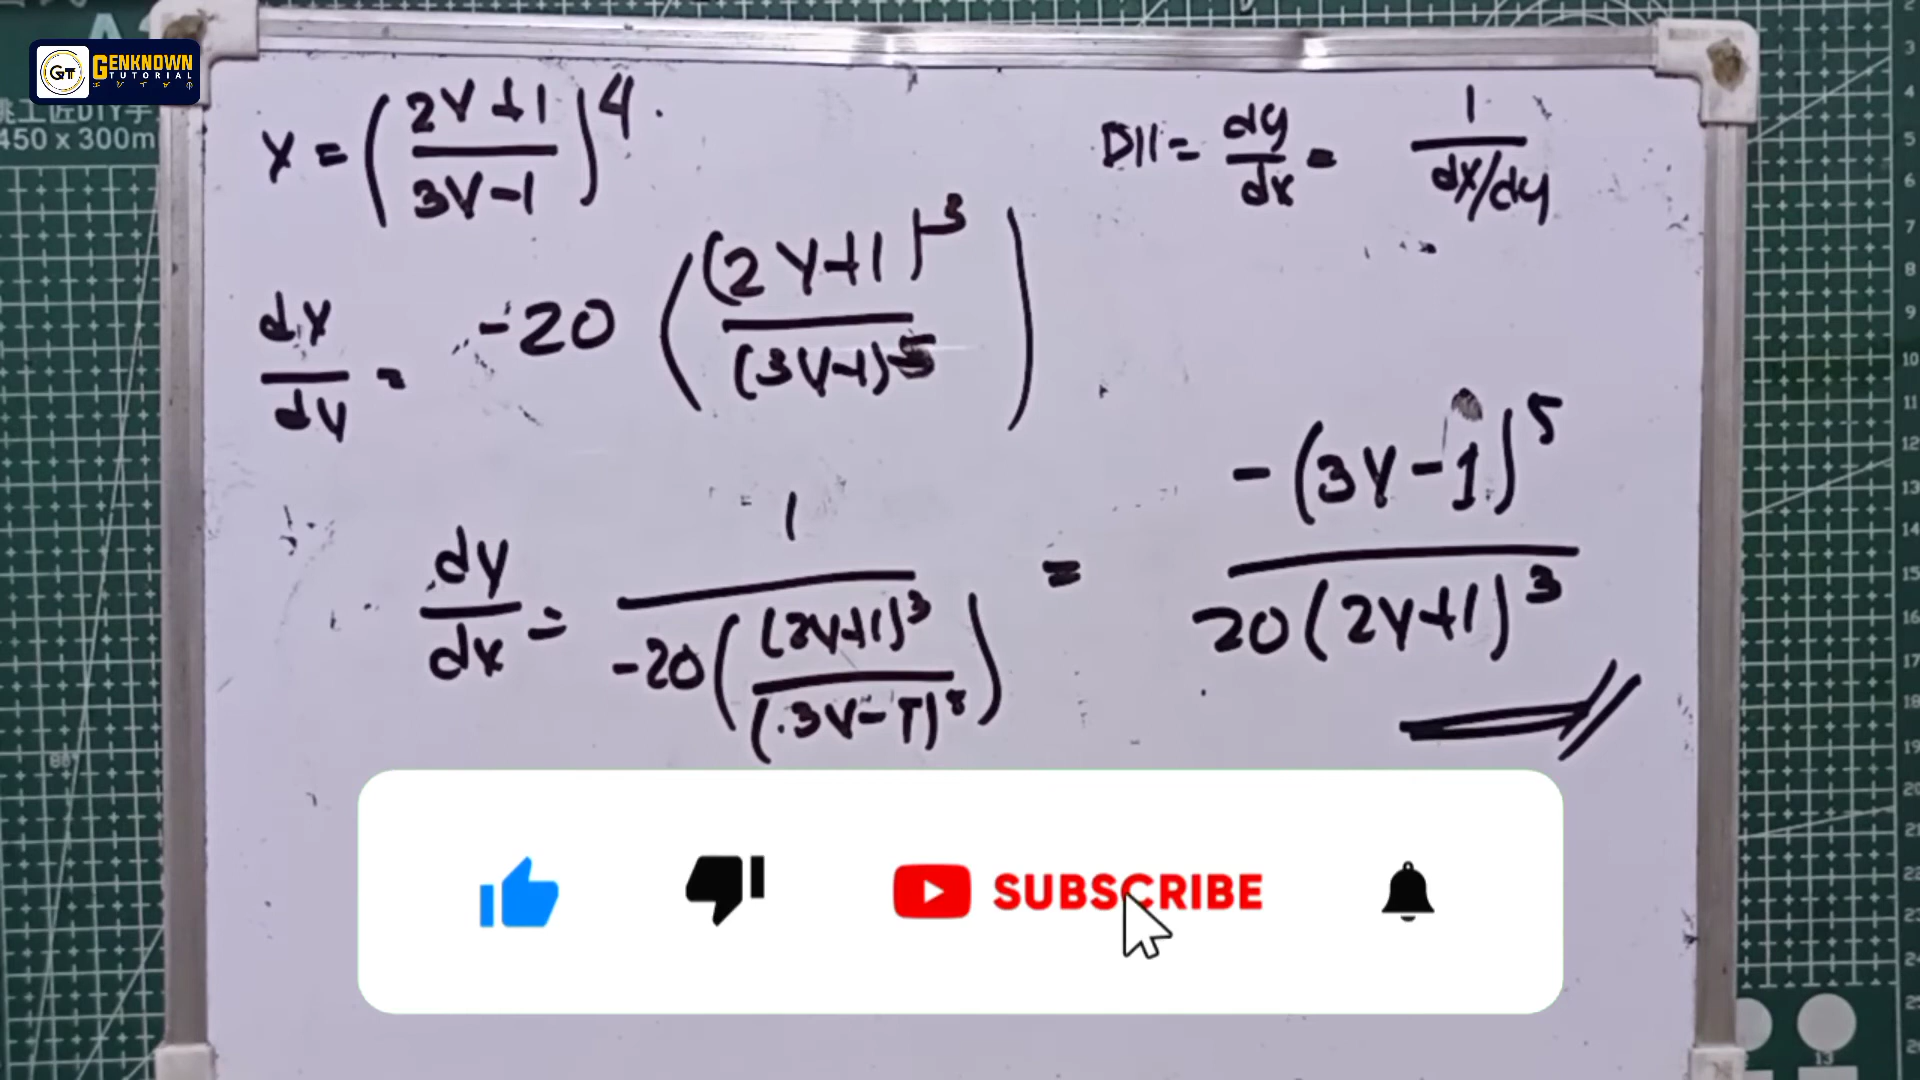 GENKNOWN
TUTORIAL
GT
450 x 300m
x = (2y+1 / 3y-1)^4.
D11 = dy/dx = 1 / dx/dy
dx/dy = -20 ((2y+1)^3 / (3y-1)^5)
dy/dx = 1 / -20((2y+1)^3 / (3y-1)^5) = -(3y-1)^5 / 20(2y+1)^3
SUBSCRIBE